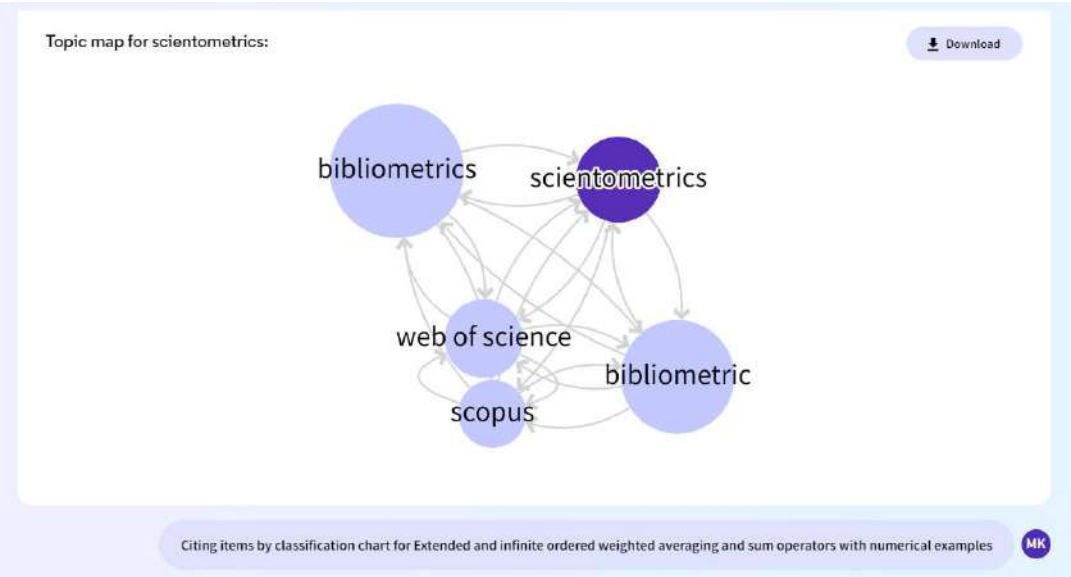 Topic map for scientometrics:
Download
bibliometrics
scientometrics
web of science
bibliometric
scopus
Citing items by classification chart for Extended and infinite ordered weighted averaging and sum operators with numerical examples
MK